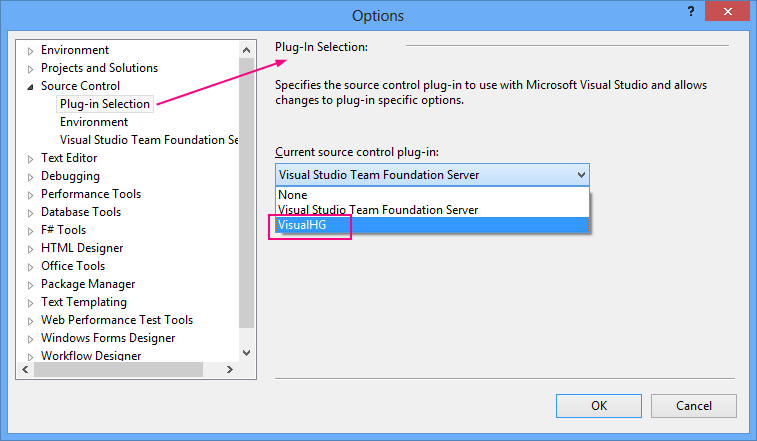 Options
?
Environment
Projects and Solutions
Source Control
Plug-in Selection
Environment
Visual Studio Team Foundation Se
Text Editor
Debugging
Performance Tools
Database Tools
F# Tools
HTML Designer
Office Tools
Package Manager
Text Templating
Web Performance Test Tools
Windows Forms Designer
Workflow Designer
Plug-In Selection:
Specifies the source control plug-in to use with Microsoft Visual Studio and allows
changes to plug-in specific options.
Current source control plug-in:
Visual Studio Team Foundation Server
None
Visual Studio Team Foundation Server
VisualHG
OK
Cancel